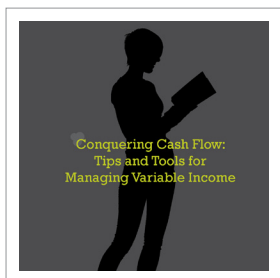 Conquering Cash Flow:
Tips and Tools for
Managing Variable Income